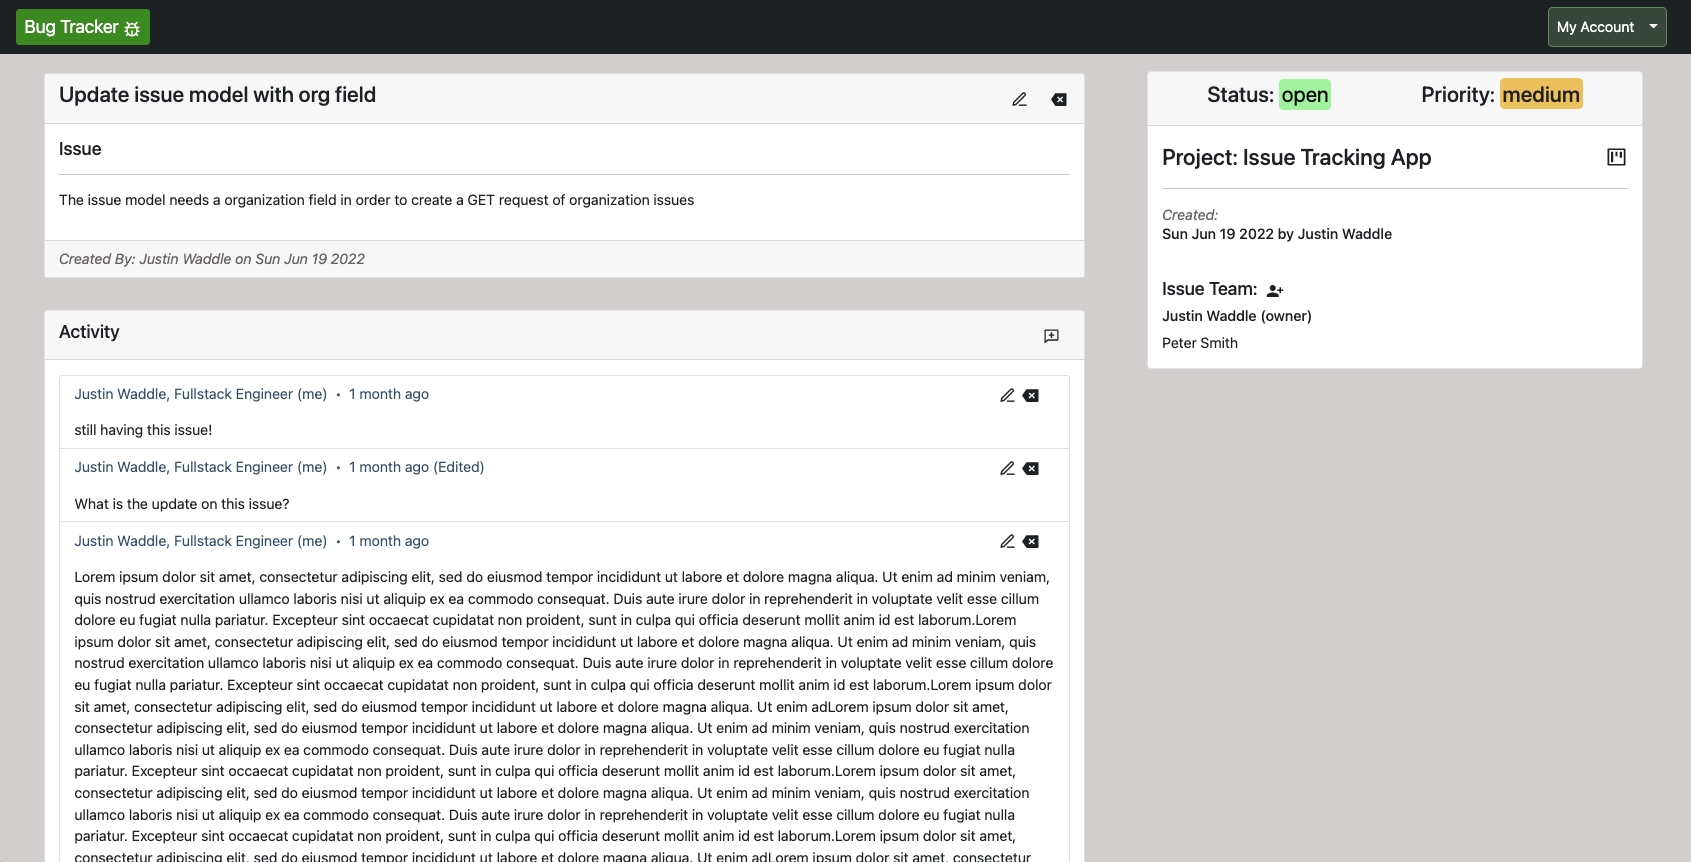 Bug Tracker
My Account
Update issue model with org field
Issue
The issue model needs a organization field in order to create a GET request of organization issues
Created By: Justin Waddle on Sun Jun 19 2022
Status: open
Priority: medium
Project: Issue Tracking App
Created:
Sun Jun 19 2022 by Justin Waddle
Issue Team:
Justin Waddle (owner)
Peter Smith
Activity
Justin Waddle, Fullstack Engineer (me) • 1 month ago
still having this issue!
Justin Waddle, Fullstack Engineer (me) • 1 month ago (Edited)
What is the update on this issue?
Justin Waddle, Fullstack Engineer (me) • 1 month ago
Lorem ipsum dolor sit amet, consectetur adipiscing elit, sed do eiusmod tempor incididunt ut labore et dolore magna aliqua. Ut enim ad minim veniam,
quis nostrud exercitation ullamco laboris nisi ut aliquip ex ea commodo consequat. Duis aute irure dolor in reprehenderit in voluptate velit esse cillum
dolore eu fugiat nulla pariatur. Excepteur sint occaecat cupidatat non proident, sunt in culpa qui officia deserunt mollit anim id est laborum.Lorem
ipsum dolor sit amet, consectetur adipiscing elit, sed do eiusmod tempor incididunt ut labore et dolore magna aliqua. Ut enim ad minim veniam, quis
nostrud exercitation ullamco laboris nisi ut aliquip ex ea commodo consequat. Duis aute irure dolor in reprehenderit in voluptate velit esse cillum dolore
eu fugiat nulla pariatur. Excepteur sint occaecat cupidatat non proident, sunt in culpa qui officia deserunt mollit anim id est laborum.Lorem ipsum dolor
sit amet, consectetur adipiscing elit, sed do eiusmod tempor incididunt ut labore et dolore magna aliqua. Ut enim adLorem ipsum dolor sit amet,
consectetur adipiscing elit, sed do eiusmod tempor incididunt ut labore et dolore magna aliqua. Ut enim ad minim veniam, quis nostrud exercitation
ullamco laboris nisi ut aliquip ex ea commodo consequat. Duis aute irure dolor in reprehenderit in voluptate velit esse cillum dolore eu fugiat nulla
pariatur. Excepteur sint occaecat cupidatat non proident, sunt in culpa qui officia deserunt mollit anim id est laborum.Lorem ipsum dolor sit amet,
consectetur adipiscing elit, sed do eiusmod tempor incididunt ut labore et dolore magna aliqua. Ut enim ad minim veniam, quis nostrud exercitation
ullamco laboris nisi ut aliquip ex ea commodo consequat. Duis aute irure dolor in reprehenderit in voluptate velit esse cillum dolore eu fugiat nulla
pariatur. Excepteur sint occaecat cupidatat non proident, sunt in culpa qui officia deserunt mollit anim id est laborum.Lorem ipsum dolor sit amet,
consectetur adipiscing elit, sed do eiusmod tempor incididunt ut labore et dolore magna aliqua. Ut enim adLorem ipsum dolor sit amet, consectetur